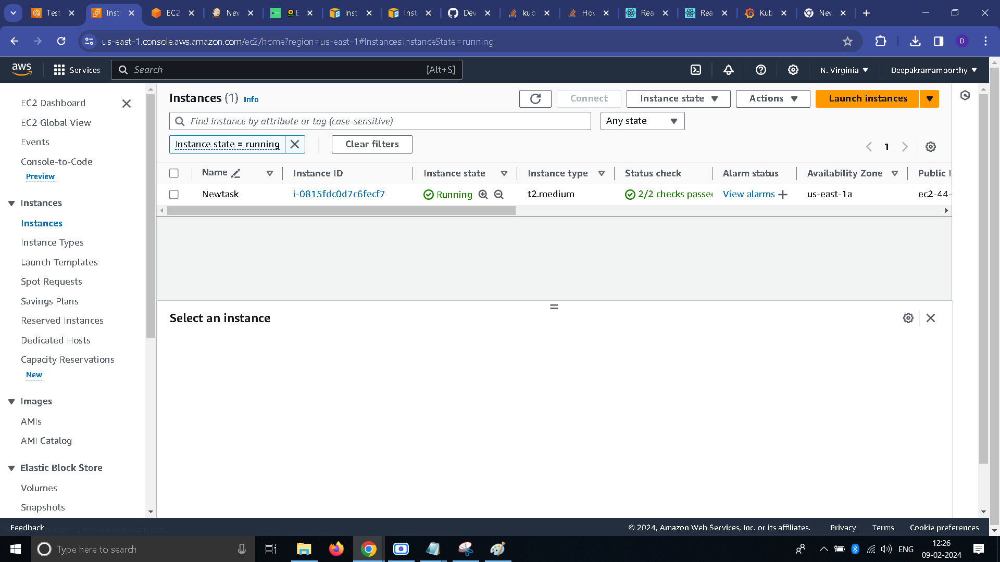 Test
Inst
EC2
Nev
E
Inst
Inst
Dev
kub
Hov
Rea
Rea
Kub
Nev
us-east-1.console.aws.amazon.com/ec2/home?region=us-east-1#Instances:instanceState=running
D
aws
Services
Search
[Alt+S]
N. Virginia
Deepakramamoorthy
EC2 Dashboard
EC2 Global View
Events
Console-to-Code
Preview
Instances
Instances
Instance Types
Launch Templates
Spot Requests
Savings Plans
Reserved Instances
Dedicated Hosts
Capacity Reservations
New
Images
AMIs
AMI Catalog
Elastic Block Store
Volumes
Snapshots
Instances (1) Info
Connect
Instance state
Actions
Launch instances
Find Instance by attribute or tag (case-sensitive)
Any state
Instance state = running
Clear filters
1
Name Instance ID Instance state Instance type Status check Alarm status Availability Zone Public I
Newtask i-0815fdc0d7c6fecf7 Running t2.medium 2/2 checks passed View alarms us-east-1a ec2-44-
Select an instance
Feedback
© 2024, Amazon Web Services, Inc. or its affiliates.
Privacy
Terms
Cookie preferences
Type here to search
ENG
12:26
09-02-2024